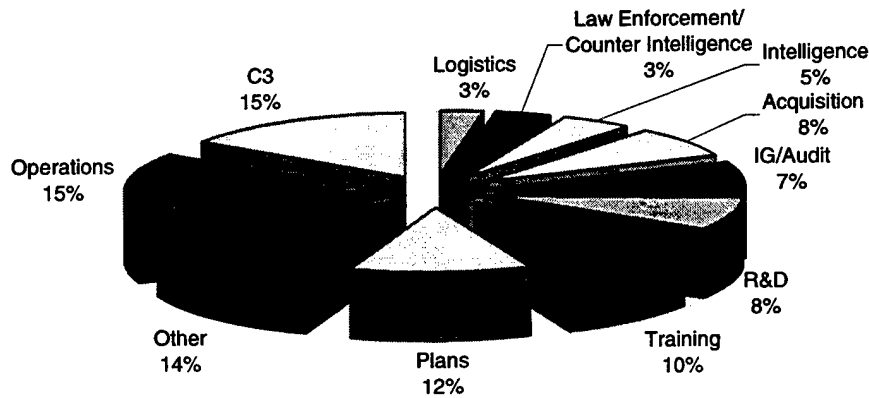 Law Enforcement/
Counter Intelligence
3%
Logistics
3%
Intelligence
5%
C3
15%
Acquisition
8%
IG/Audit
7%
Operations
15%
R&D
8%
Other
14%
Plans
12%
Training
10%